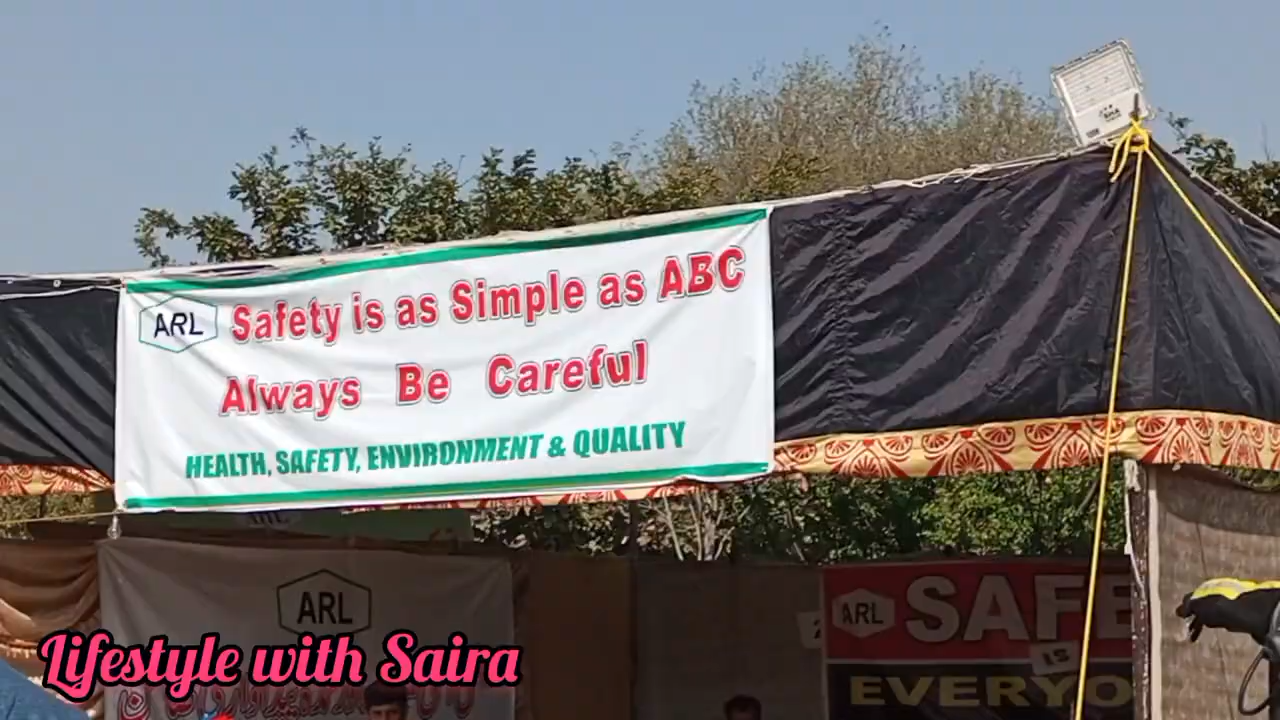 ARL
Safety is as Simple as ABC
Always Be Careful
HEALTH, SAFETY, ENVIRONMENT & QUALITY
ARL
ARL
SAFE
IS
EVERYO
Lifestyle with Saira